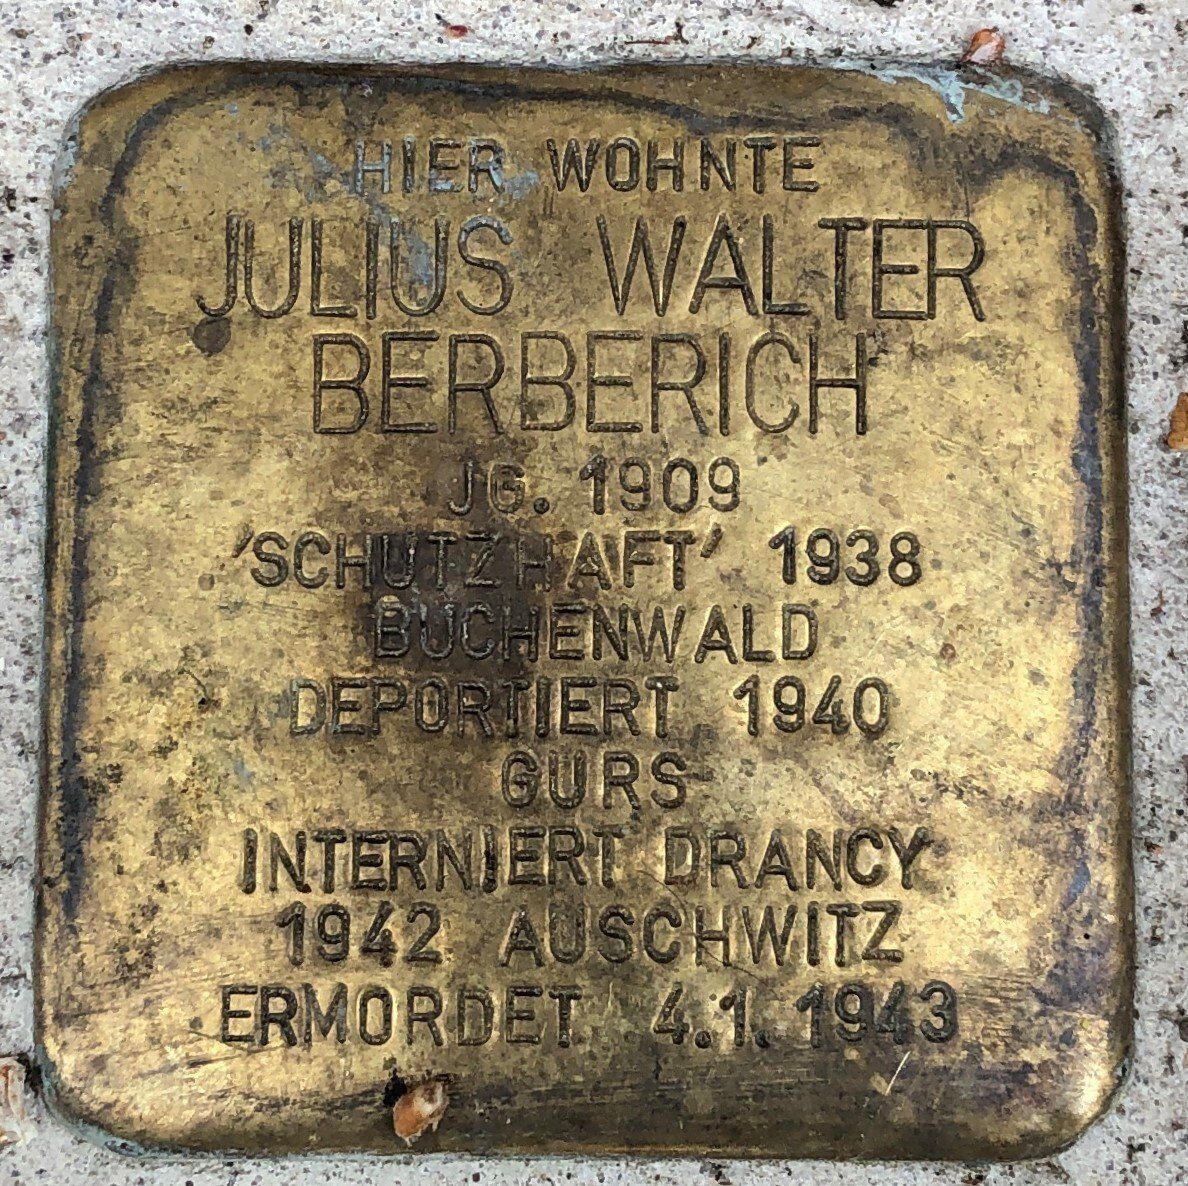 HIER WOHNTE
JULIUS WALTER
BERBERICH
JG. 1909
'SCHUTZHAFT' 1938
BUCHENWALD
DEPORTIERT 1940
GURS
INTERNIERT DRANCY
1942 AUSCHWITZ
ERMORDET 4.1.1943